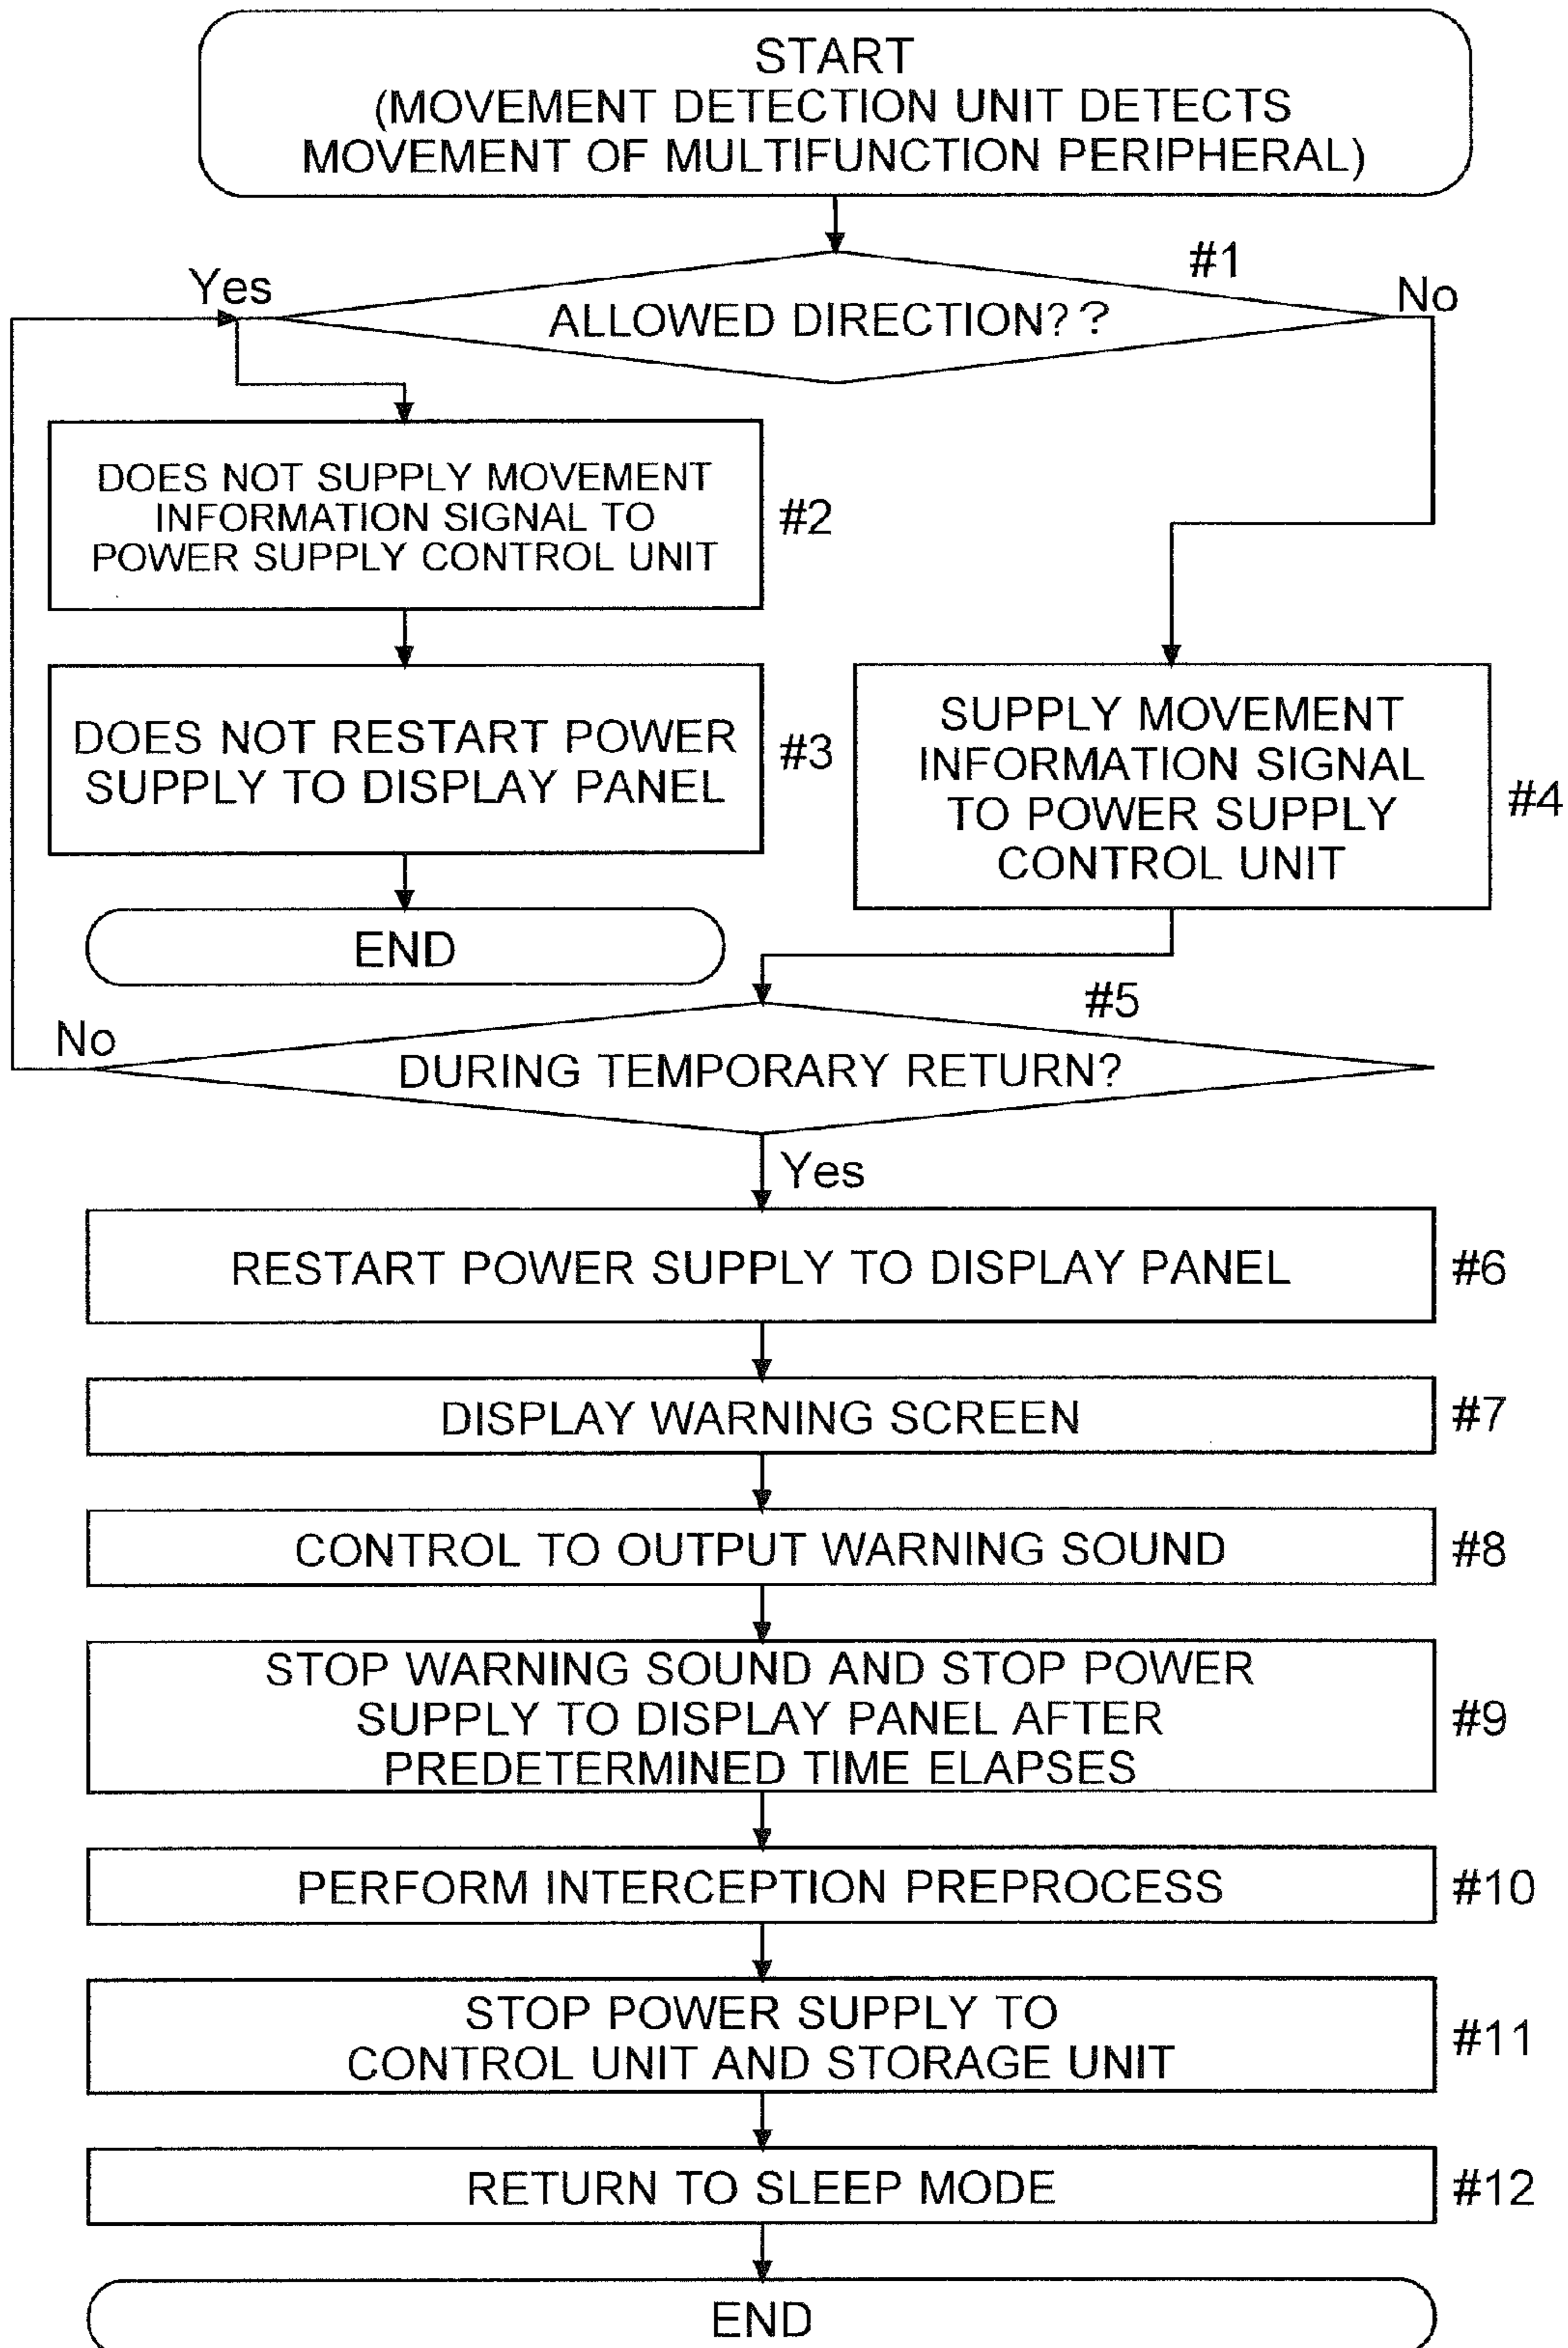 START
(MOVEMENT DETECTION UNIT DETECTS
MOVEMENT OF MULTIFUNCTION PERIPHERAL)
#1
Yes
No
ALLOWED DIRECTION??
DOES NOT SUPPLY MOVEMENT
INFORMATION SIGNAL TO
POWER SUPPLY CONTROL UNIT
#2
DOES NOT RESTART POWER
SUPPLY TO DISPLAY PANEL
#3
SUPPLY MOVEMENT
INFORMATION SIGNAL
TO POWER SUPPLY
CONTROL UNIT
#4
END
#5
No
DURING TEMPORARY RETURN?
Yes
RESTART POWER SUPPLY TO DISPLAY PANEL
#6
DISPLAY WARNING SCREEN
#7
CONTROL TO OUTPUT WARNING SOUND
#8
STOP WARNING SOUND AND STOP POWER
SUPPLY TO DISPLAY PANEL AFTER
PREDETERMINED TIME ELAPSES
#9
PERFORM INTERCEPTION PREPROCESS
#10
STOP POWER SUPPLY TO
CONTROL UNIT AND STORAGE UNIT
#11
RETURN TO SLEEP MODE
#12
END